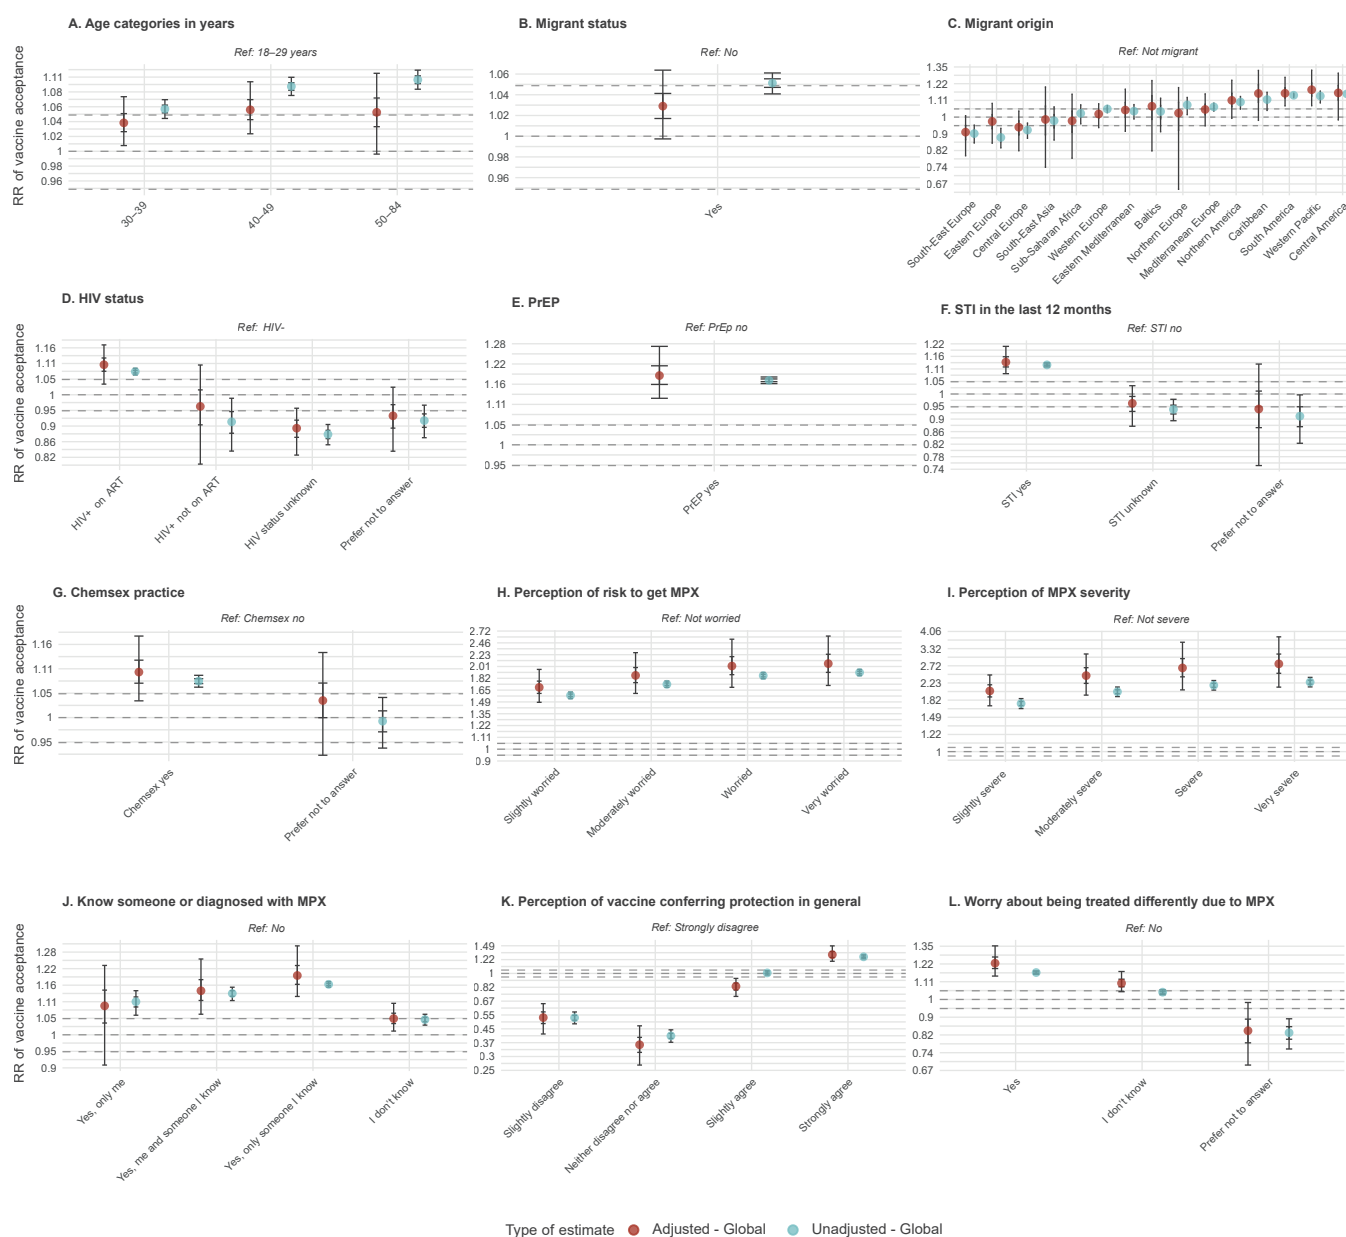 A. Age categories in years
Ref: 18–29 years
RR of vaccine acceptance
1.11
1.08
1.06
1.04
1.02
1
0.98
0.96
30–39
40–49
50–84
B. Migrant status
Ref: No
1.06
1.04
1.02
1
0.98
0.96
Yes
C. Migrant origin
Ref: Not migrant
1.35
1.22
1.11
1
0.9
0.82
0.74
0.67
South-East Europe
Eastern Europe
Central Europe
South-East Asia
Sub-Saharan Africa
Western Europe
Eastern Mediterranean
Baltics
Northern Europe
Mediterranean Europe
Northern America
Caribbean
South America
Western Pacific
Central America
D. HIV status
Ref: HIV-
RR of vaccine acceptance
1.16
1.11
1.05
1
0.95
0.9
0.86
0.82
HIV+ on ART
HIV+ not on ART
HIV status unknown
Prefer not to answer
E. PrEP
Ref: PrEp no
1.28
1.22
1.16
1.11
1.05
1
0.95
PrEP yes
F. STI in the last 12 months
Ref: STI no
1.22
1.16
1.11
1.05
1
0.95
0.9
0.86
0.82
0.78
0.74
STI yes
STI unknown
Prefer not to answer
G. Chemsex practice
Ref: Chemsex no
RR of vaccine acceptance
1.16
1.11
1.05
1
0.95
Chemsex yes
Prefer not to answer
H. Perception of risk to get MPX
Ref: Not worried
2.72
2.46
2.23
2.01
1.82
1.65
1.49
1.35
1.22
1.11
1
0.9
Slightly worried
Moderately worried
Worried
Very worried
I. Perception of MPX severity
Ref: Not severe
4.06
3.32
2.72
2.23
1.82
1.49
1.22
1
Slightly severe
Moderately severe
Severe
Very severe
J. Know someone or diagnosed with MPX
Ref: No
RR of vaccine acceptance
1.28
1.22
1.16
1.11
1.05
1
0.95
0.9
Yes, only me
Yes, me and someone I know
Yes, only someone I know
I don't know
K. Perception of vaccine conferring protection in general
Ref: Strongly disagree
1.49
1.22
1
0.82
0.67
0.55
0.45
0.37
0.3
0.25
Slightly disagree
Neither disagree nor agree
Slightly agree
Strongly agree
L. Worry about being treated differently due to MPX
Ref: No
1.35
1.22
1.11
1
0.9
0.82
0.74
0.67
Yes
I don't know
Prefer not to answer
Type of estimate Adjusted - Global Unadjusted - Global